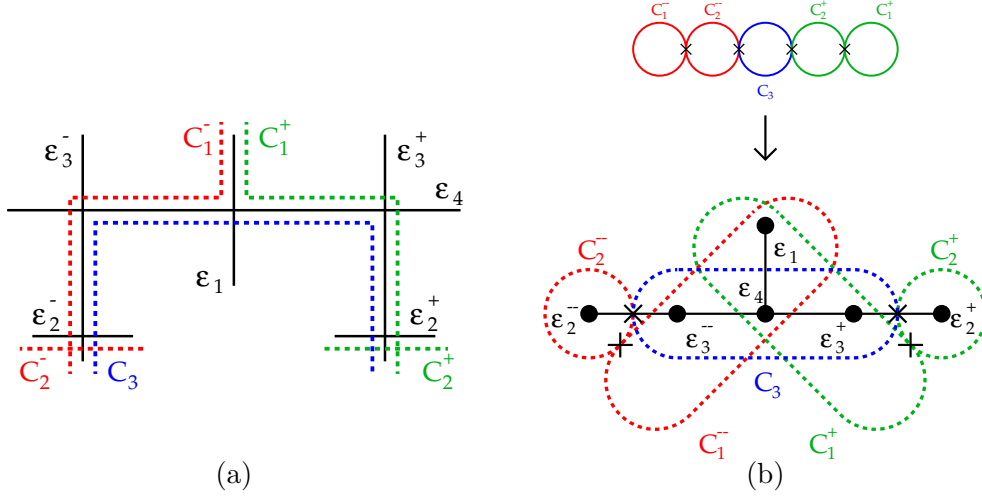 C₁⁻⁻ C₂⁻⁻ C₂⁺ C₁⁺
C₃
ε₃⁻ C₁⁻ C₁⁺ ε₃⁺
ε₄
ε₁
ε₂⁻ ε₂⁺
C₂⁻ C₃ C₂⁺
(a)
C₂⁻⁻ ε₁ C₂⁺
ε₄
ε₂⁻⁻ ε₃⁻⁻ ε₃⁺ ε₂⁺
C₃
C₁⁻⁻ C₁⁺
(b)